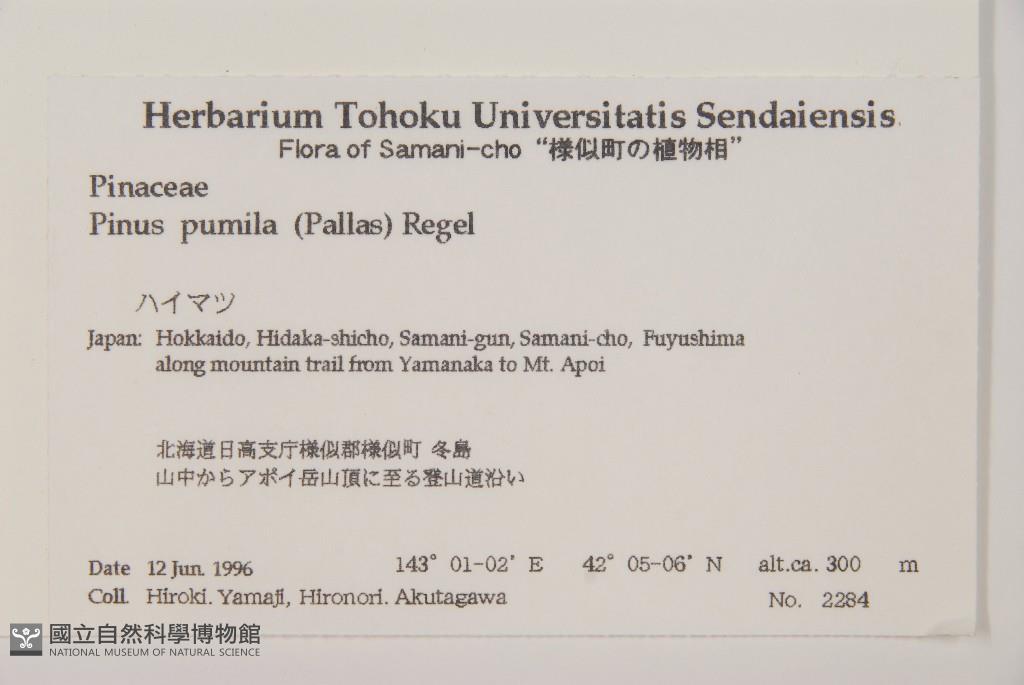 Herbarium Tohoku Universitatis Sendaiensis
Flora of Samani-cho “様似町の植物相”
Pinaceae
Pinus pumila (Pallas) Regel
ハイマツ
Japan: Hokkaido, Hidaka-shicho, Samani-gun, Samani-cho, Fuyushima
along mountain trail from Yamanaka to Mt. Apoi
北海道日高支庁様似郡様似町 冬島
山中からアポイ岳山頂に至る登山道沿い
Date 12 Jun. 1996 143° 01-02' E 42° 05-06' N alt.ca. 300 m
Coll. Hiroki. Yamaji, Hironori. Akutagawa No. 2284
國立自然科學博物館
NATIONAL MUSEUM OF NATURAL SCIENCE